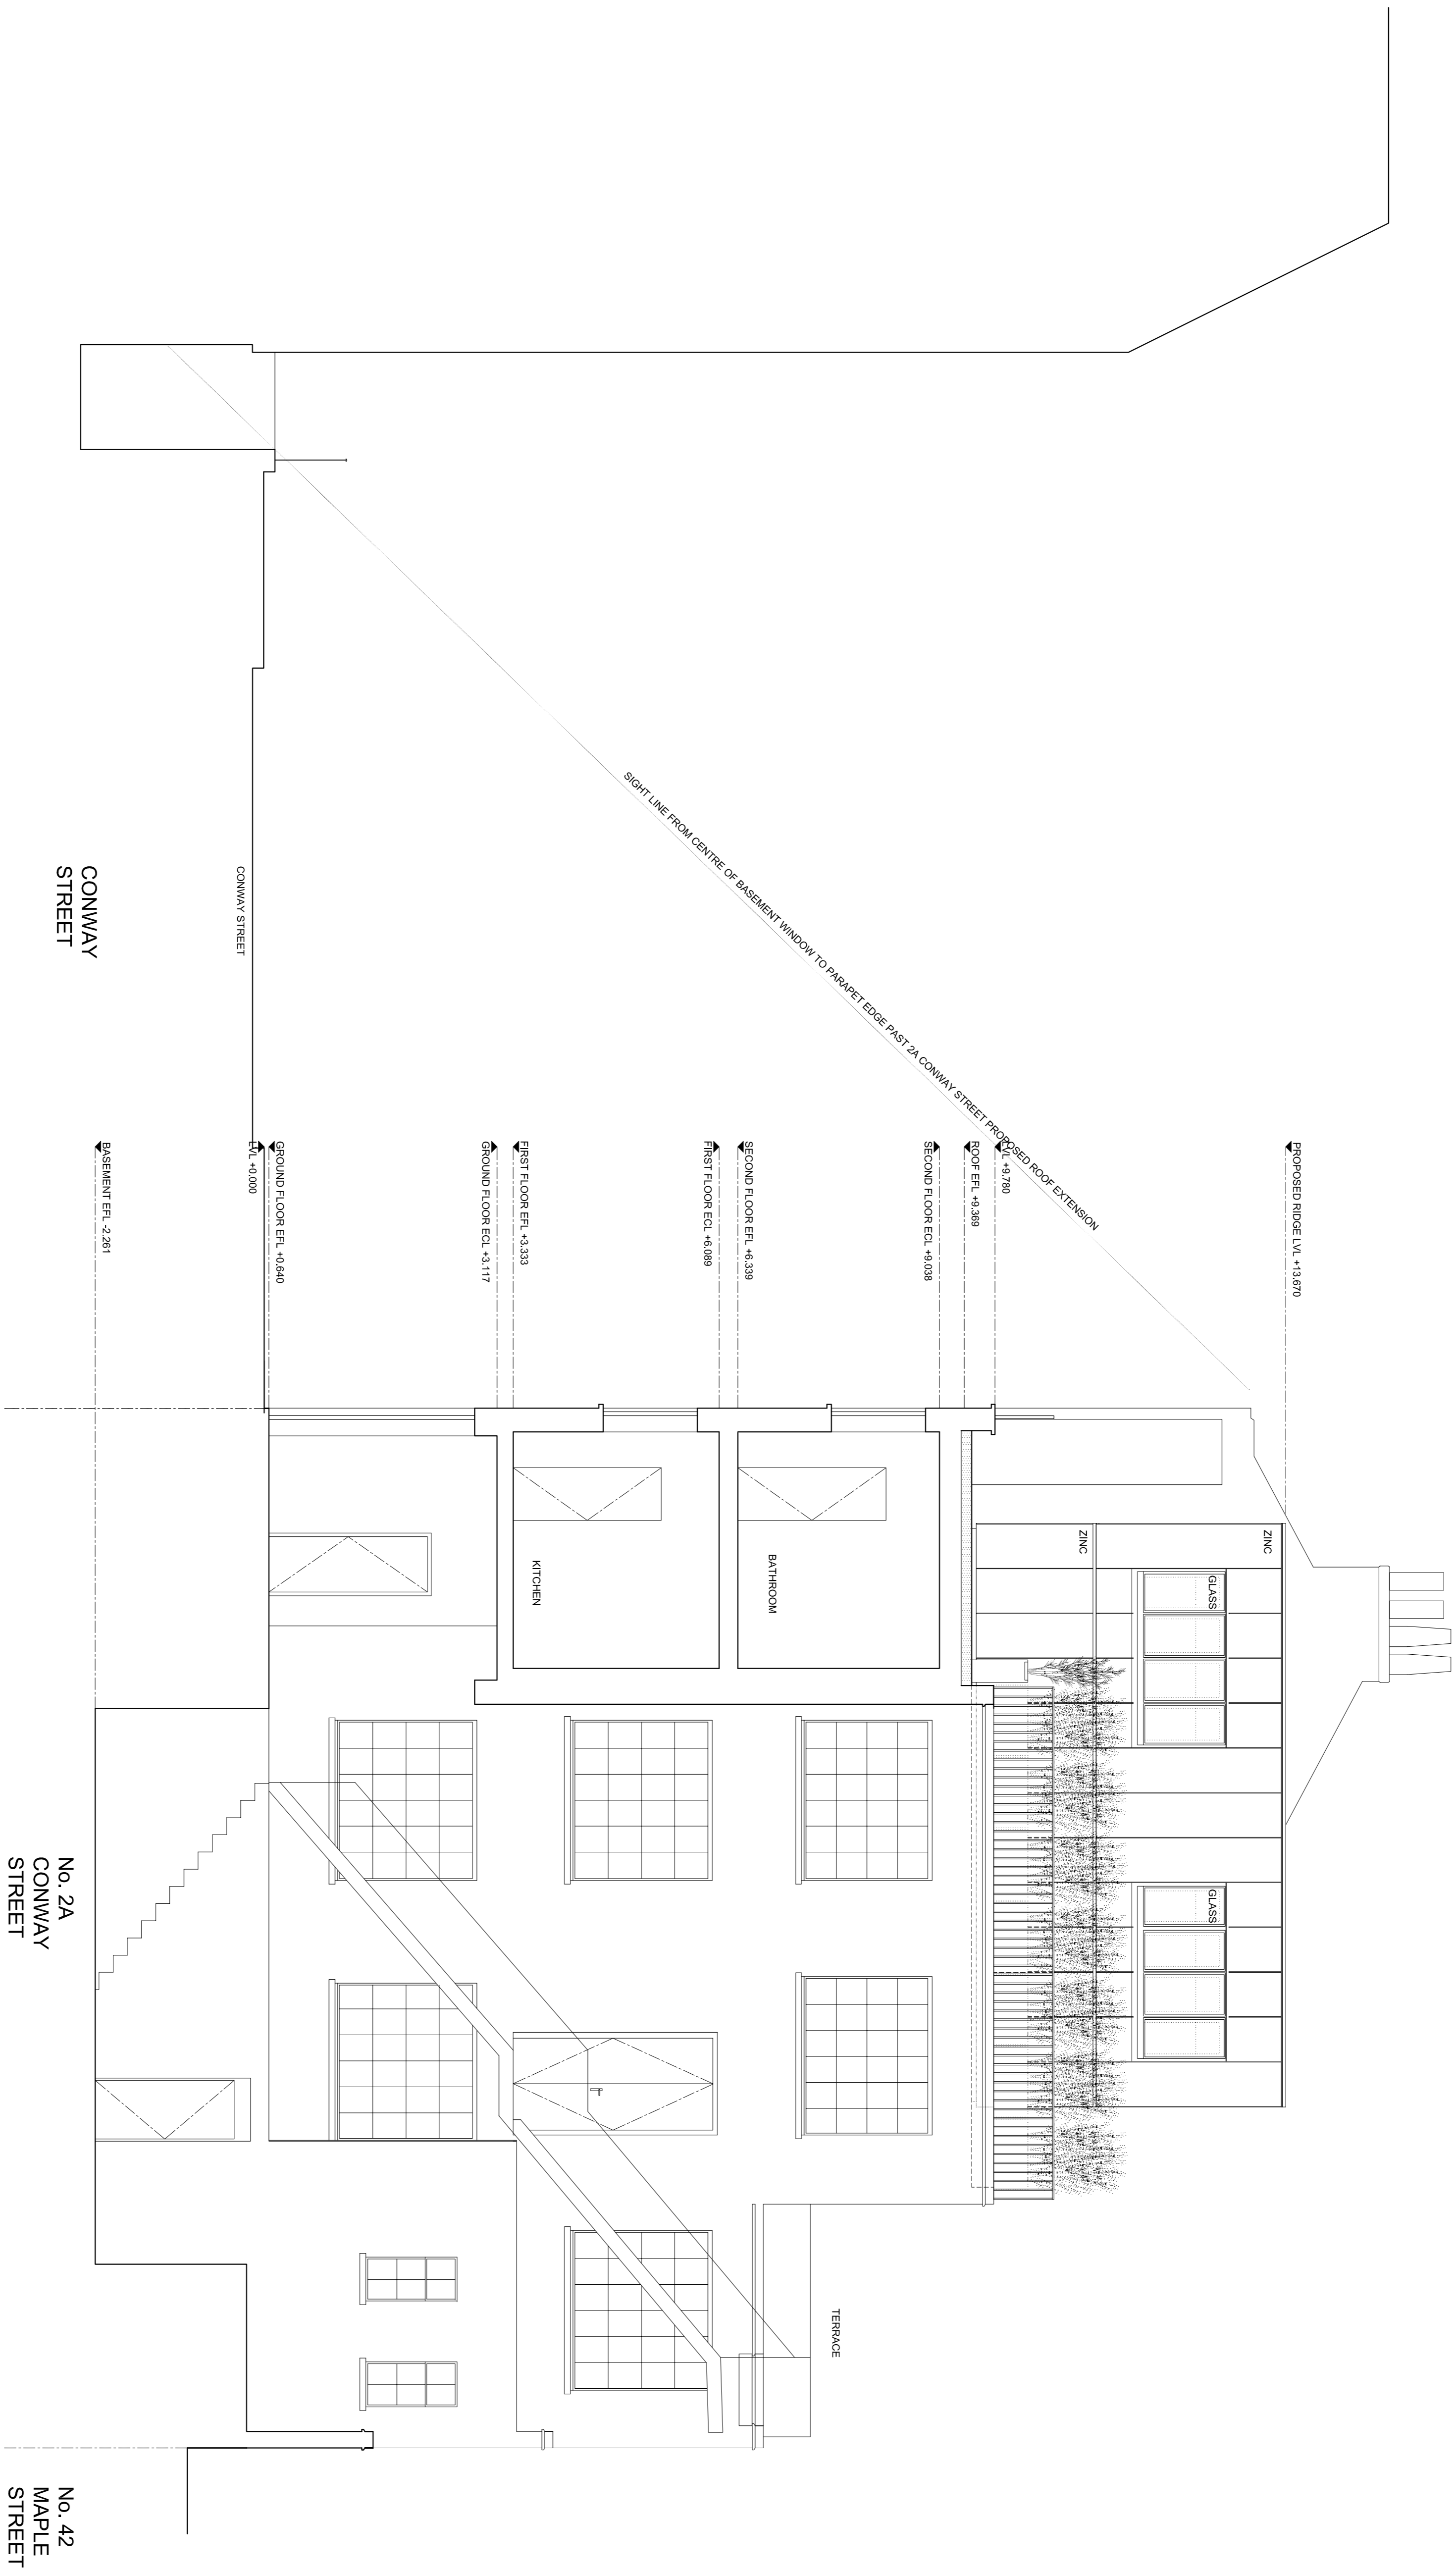 PROPOSED RIDGE LVL +13.670
ZINC
GLASS
GLASS
ZINC
SIGHT LINE FROM CENTRE OF BASEMENT WINDOW TO PARAPET EDGE PAST 2A CONWAY STREET PROPOSED ROOF EXTENSION
LVL +9.780
ROOF EFL +9.369
SECOND FLOOR ECL +9.038
TERRACE
BATHROOM
SECOND FLOOR EFL +6.339
FIRST FLOOR ECL +6.089
KITCHEN
FIRST FLOOR EFL +3.333
GROUND FLOOR ECL +3.117
GROUND FLOOR EFL +0.640
LVL +0.000
CONWAY STREET
BASEMENT EFL -2.261
CONWAY
STREET
No. 2A
CONWAY
STREET
No. 42
MAPLE
STREET